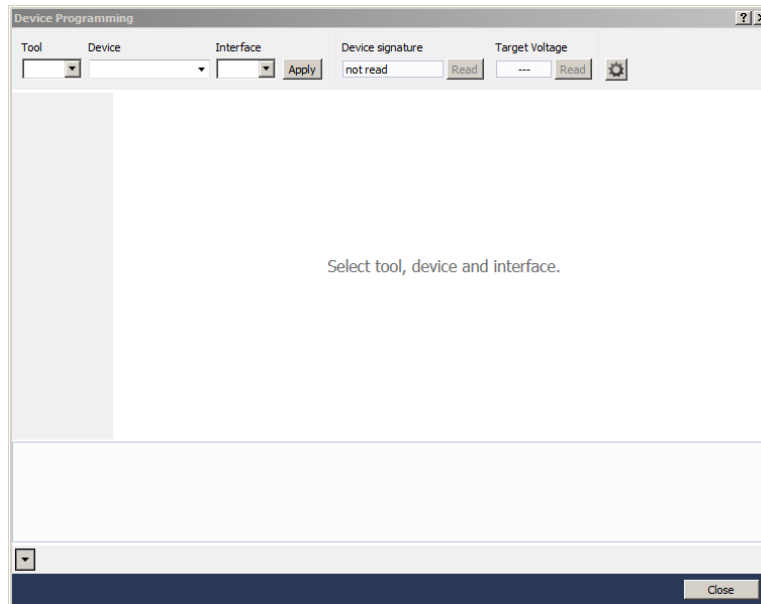 Device Programming
Tool Device Interface Device signature Target Voltage
Apply not read Read --- Read
Select tool, device and interface.
Close